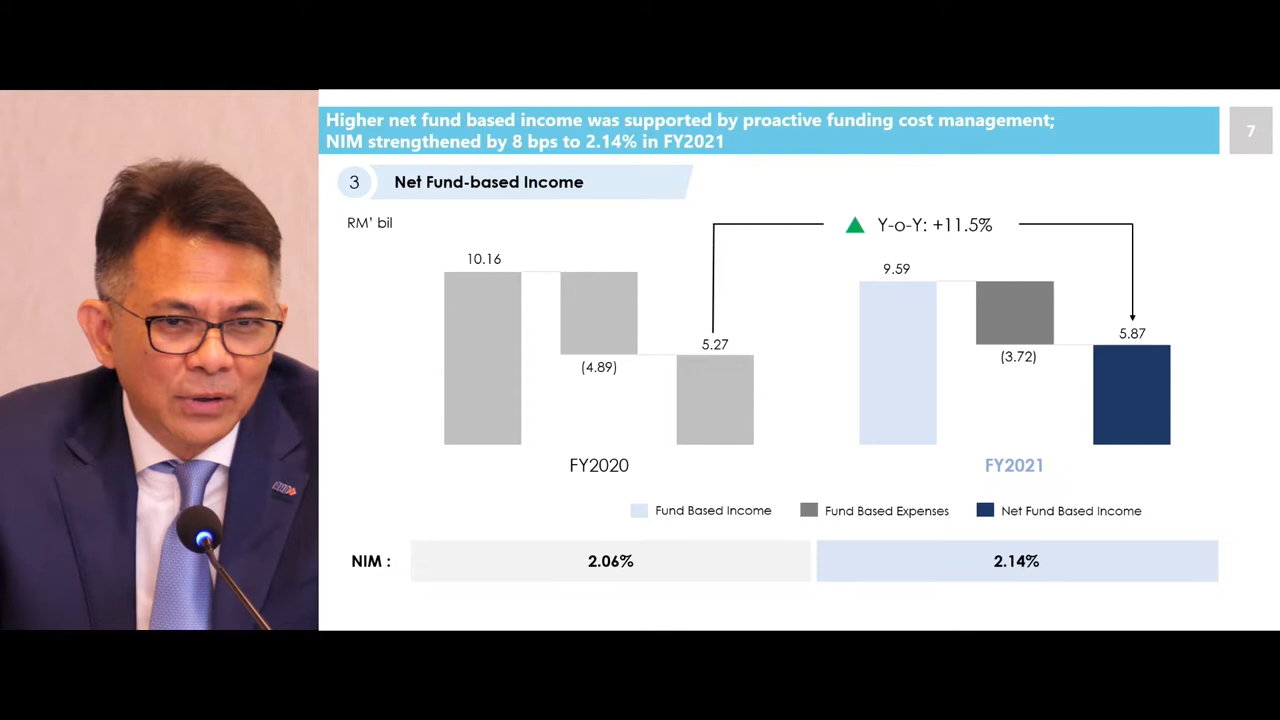 Higher net fund based income was supported by proactive funding cost management;
NIM strengthened by 8 bps to 2.14% in FY2021
7
3
Net Fund-based Income
RM' bil
Y-o-Y: +11.5%
10.16
(4.89)
5.27
9.59
(3.72)
5.87
FY2020
FY2021
Fund Based Income
Fund Based Expenses
Net Fund Based Income
NIM :
2.06%
2.14%